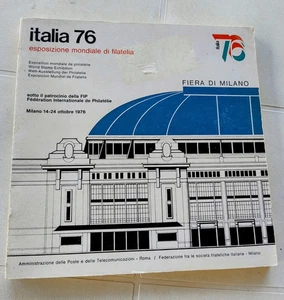 italia 76
esposizione mondiale di filatelia
Exposition mondiale de philatélie
World Stamp Exhibition
Welt-Ausstellung der Philatelie
Exposición Mundial de Filatelia
sotto il patrocinio della FIP
Fédération Internationale de Philatélie
Milano 14-24 ottobre 1976
italia
76
FIERA DI MILANO
Amministrazione delle Poste e delle Telecomunicazioni - Roma / Federazione fra le società filateliche italiane - Milano